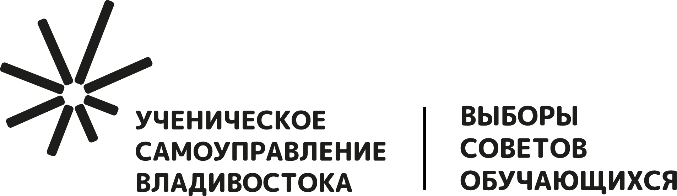 УЧЕНИЧЕСКОЕ
САМОУПРАВЛЕНИЕ
ВЛАДИВОСТОКА
ВЫБОРЫ
СОВЕТОВ
ОБУЧАЮЩИХСЯ